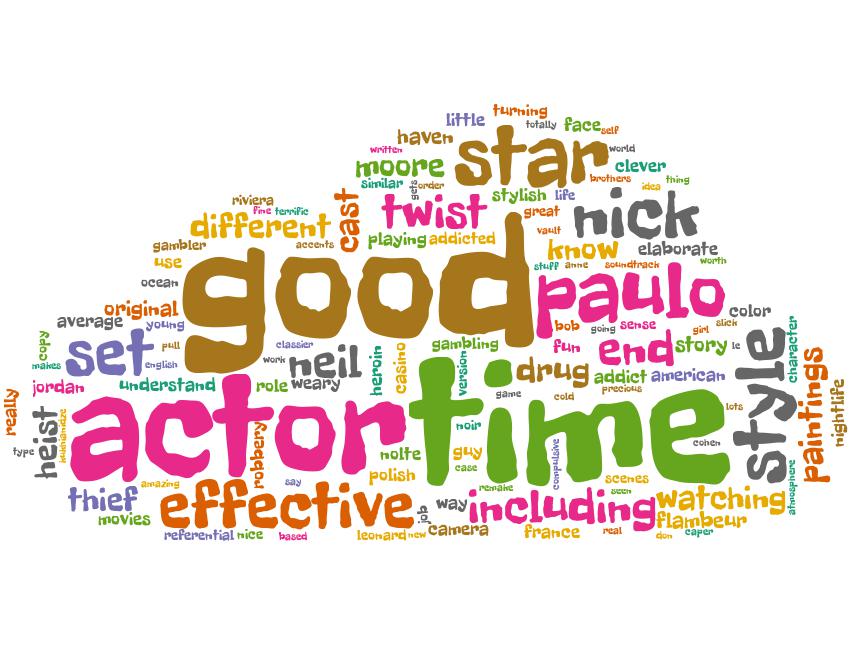 turning
little
totally
face
self
haven
star
written
world
moore
clever
brothers
similar
gets
order
idea
thing
riviera
stylish
life
fine
terrific
cast
twist
great
nick
different
vault
gambler
accents
playing
addicted
know
elaborate
use
good
stuff
anne
soundtrack
worth
ocean
paulo
original
color
average
young
bob
going
sense
girl
slick
copy
set
pull
classier
gambling
fun
end
story
le
style
character
makes
english
work
neil
heroin
casino
version
drug
addict
american
jordan
understand
role
weary
game
cold
precious
really
heist
actor
time
lots
paintings
nightlife
type
robbery
noir
cohen
nolte
guy
compulsive
polish
case
scenes
atmosphere
amazing
say
remake
seen
thief
effective
way
including
watching
movies
job
flambeur
referential
nice
based
leonard
new
camera
france
real
don
caper